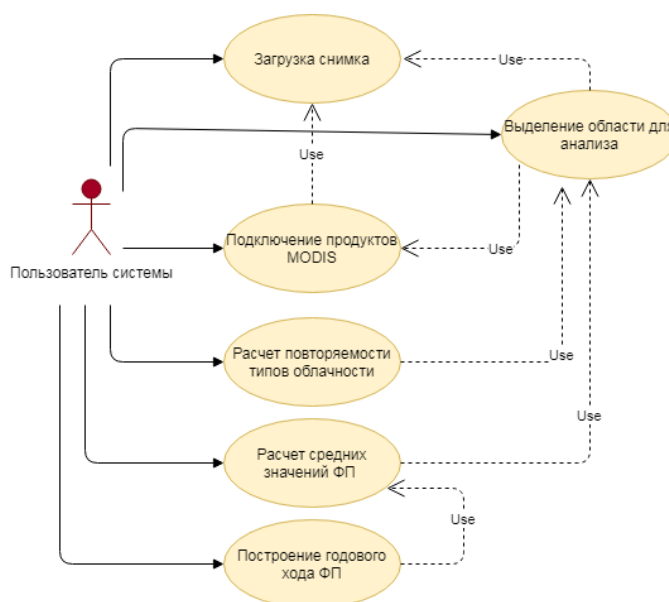 Загрузка снимка
Use
Выделение области для
анализа
Use
Пользователь системы
Подключение продуктов
MODIS
Use
Расчет повторяемости
типов облачности
Use
Use
Расчет средних
значений ФП
Use
Построение годового
хода ФП